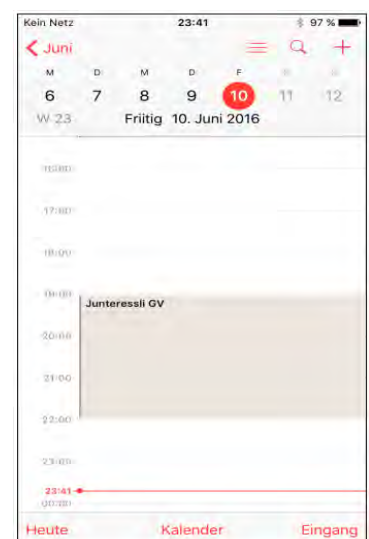 Kein Netz 23:41 97 %
Juni
M D M D F
6 7 8 9 10 11 12
W 23 Friitig 10. Juni 2016
16:00
17:00
18:00
19:00
Junteressli GV
20:00
21:00
22:00
23:00
23:41
00:00
Heute Kalender Eingang